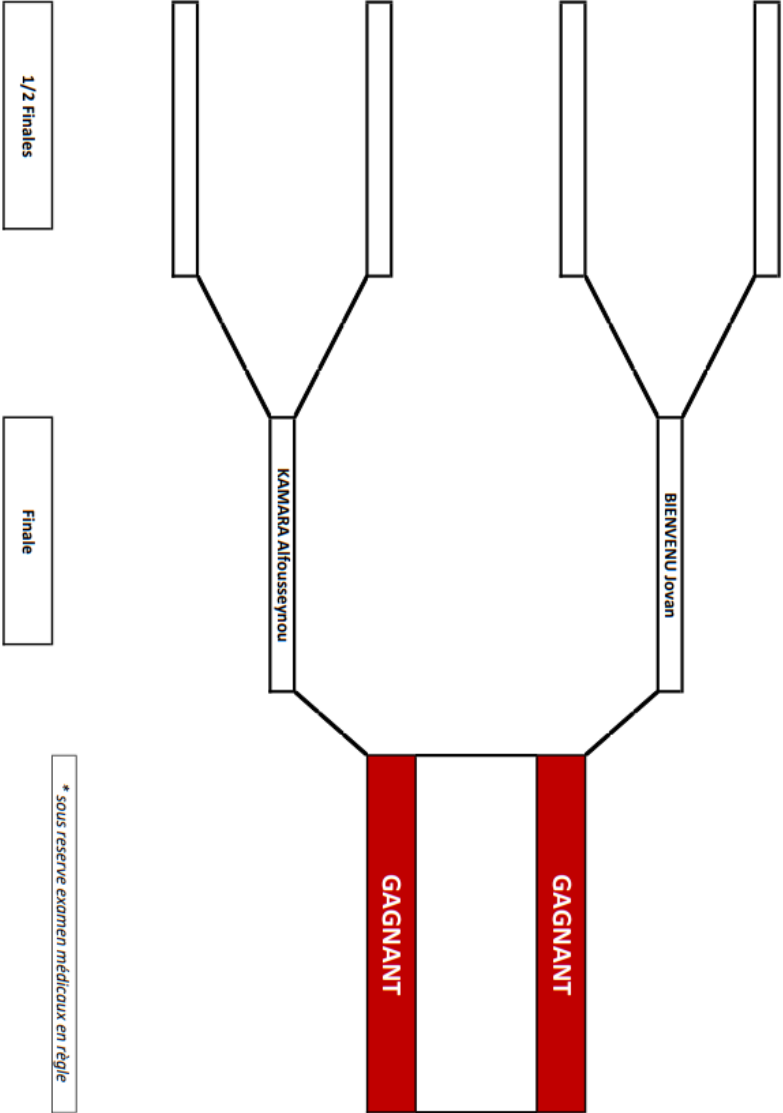 BIENVENU Jovan
GAGNANT
GAGNANT
KAMARA Alfousseynou
* sous reserve examen médicaux en règle
1/2 Finales
Finale